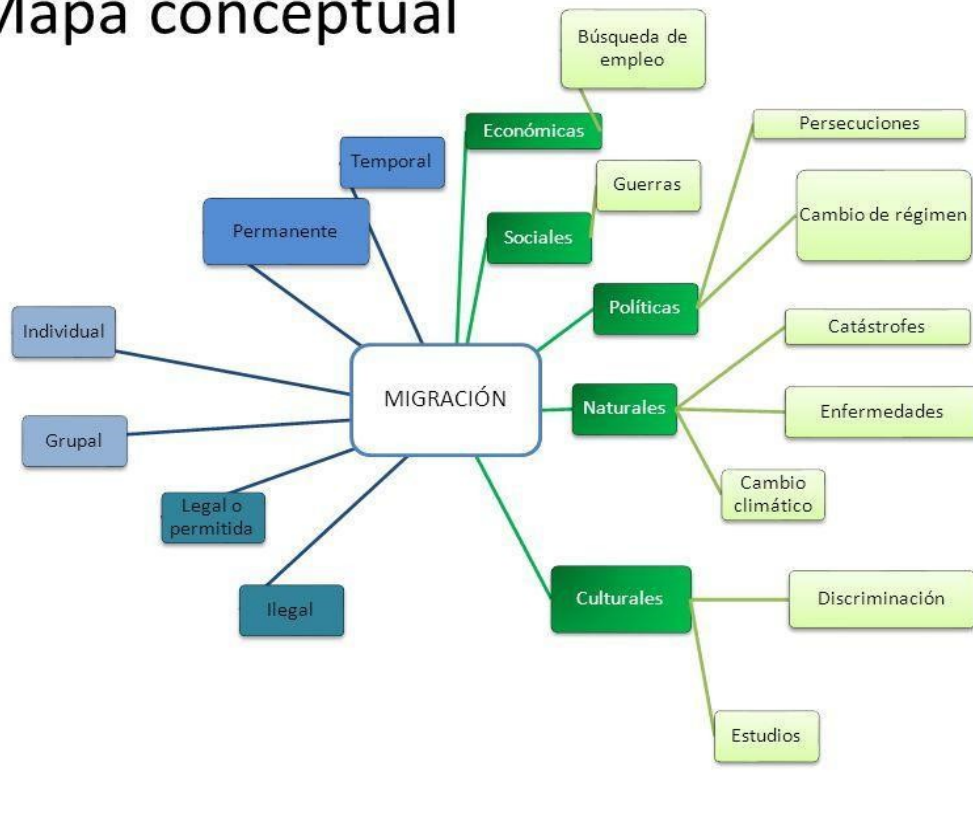 Mapa conceptual
Búsqueda de
empleo
Económicas
Persecuciones
Temporal
Guerras
Cambio de régimen
Permanente
Sociales
Políticas
Individual
Catástrofes
MIGRACIÓN
Naturales
Enfermedades
Grupal
Cambio
climático
Legal o
permitida
Culturales
Discriminación
Ilegal
Estudios